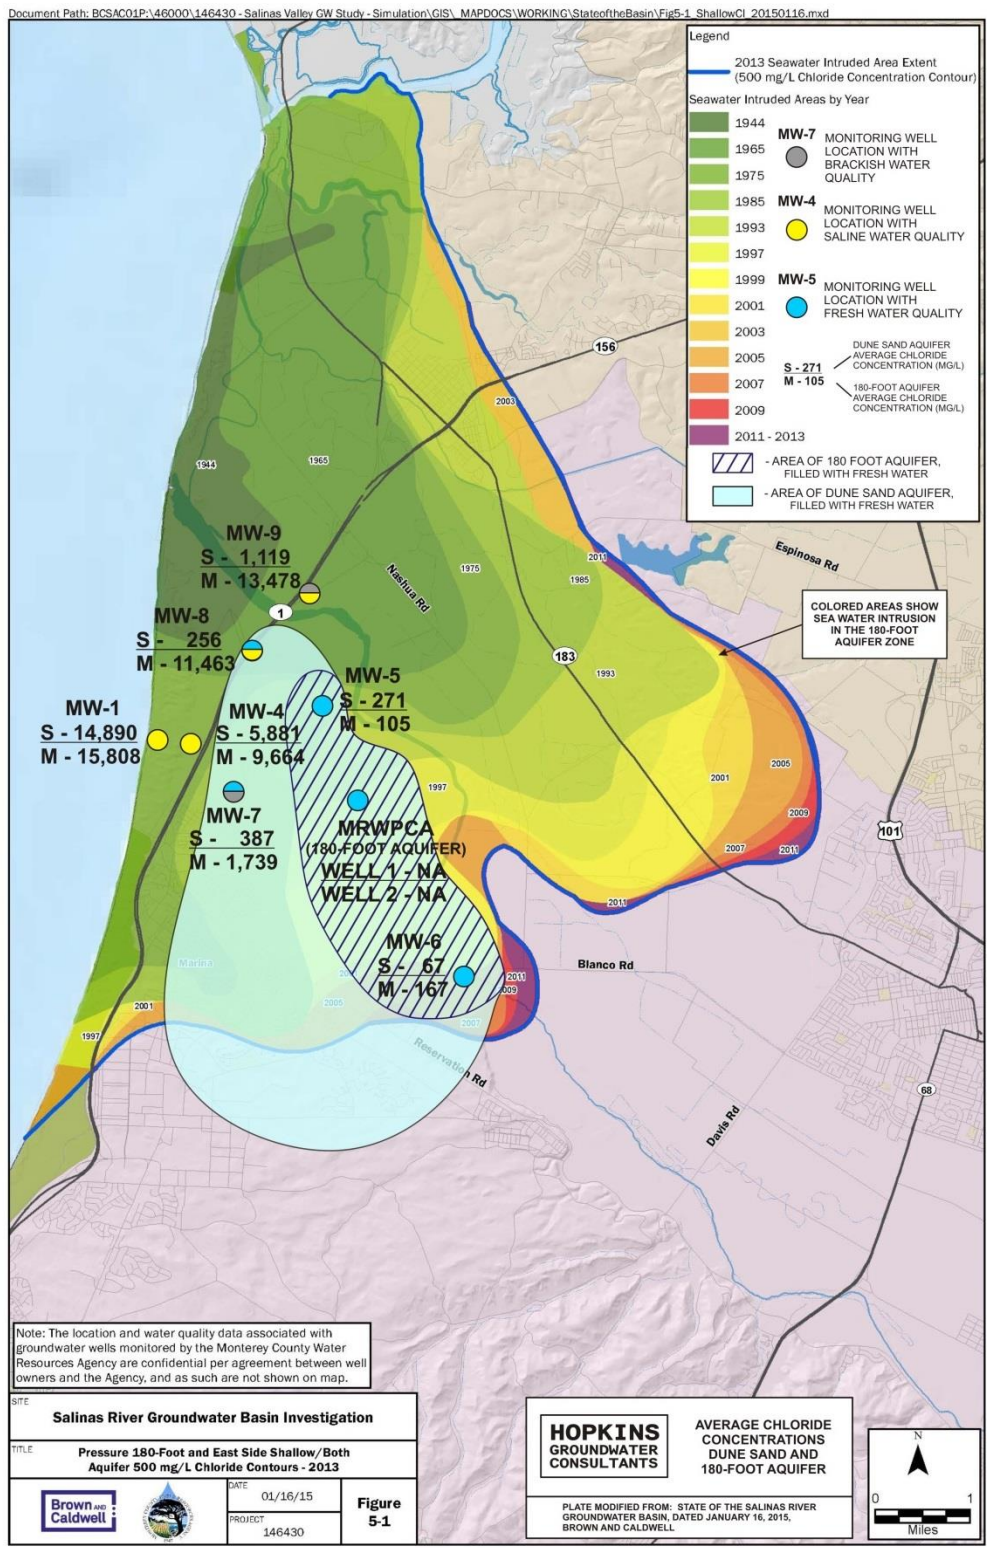 Document Path: BCSAC01P:\46000\146430 - Salinas Valley GW Study - Simulation\GIS\_MAPDOCS\WORKING\StateoftheBasin\Fig5-1_ShallowCl_20150116.mxd
Legend
2013 Seawater Intruded Area Extent
(500 mg/L Chloride Concentration Contour)
Seawater Intruded Areas by Year
1944
1965
1975
1985
1993
1997
1999
2001
2003
2005
2007
2009
2011 - 2013
MW-7
MONITORING WELL
LOCATION WITH
BRACKISH WATER
QUALITY
MW-4
MONITORING WELL
LOCATION WITH
SALINE WATER QUALITY
MW-5
MONITORING WELL
LOCATION WITH
FRESH WATER QUALITY
S - 271
M - 105
DUNE SAND AQUIFER
AVERAGE CHLORIDE
CONCENTRATION (MG/L)
180-FOOT AQUIFER
AVERAGE CHLORIDE
CONCENTRATION (MG/L)
- AREA OF 180 FOOT AQUIFER,
FILLED WITH FRESH WATER
- AREA OF DUNE SAND AQUIFER,
FILLED WITH FRESH WATER
156
2003
1944
1965
MW-9
S - 1,119
M - 13,478
1975
2011
1985
Espinosa Rd
Nashua Rd
1
COLORED AREAS SHOW
SEA WATER INTRUSION
IN THE 180-FOOT
AQUIFER ZONE
MW-8
S - 256
M - 11,463
183
1993
MW-5
S - 271
M - 105
MW-1
S - 14,890
M - 15,808
MW-4
S - 5,881
M - 9,664
2005
2001
1997
MW-7
S - 387
M - 1,739
MRWPCA
(180-FOOT AQUIFER)
WELL 1 - NA
WELL 2 - NA
2009
101
2007
2011
2011
MW-6
S - 67
M - 167
Marina
Blanco Rd
2011
2009
2001
2005
2007
1997
Reservation Rd
68
Davis Rd
Note: The location and water quality data associated with
groundwater wells monitored by the Monterey County Water
Resources Agency are confidential per agreement between well
owners and the Agency, and as such are not shown on map.
SITE
Salinas River Groundwater Basin Investigation
TITLE
Pressure 180-Foot and East Side Shallow/Both
Aquifer 500 mg/L Chloride Contours - 2013
Brown AND
Caldwell
DATE
01/16/15
PROJECT
146430
Figure
5-1
HOPKINS
GROUNDWATER
CONSULTANTS
AVERAGE CHLORIDE
CONCENTRATIONS
DUNE SAND AND
180-FOOT AQUIFER
PLATE MODIFIED FROM: STATE OF THE SALINAS RIVER
GROUNDWATER BASIN, DATED JANUARY 16, 2015,
BROWN AND CALDWELL
N
0 1
Miles